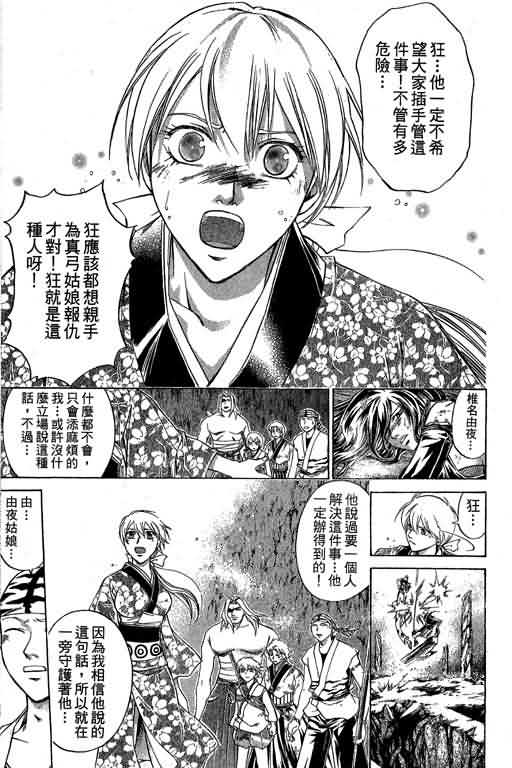 狂…他一定不希
望大家插手管這
件事！不管有多
危險…
狂應該都想親手
為真弓姑娘報仇
才對！狂就是這
種人呀！
椎名由夜…
什麼都不會，
只會添麻煩的
我…或許沒什
麼立場說這種
話，不過…
狂…
他說過要一個人
解決這件事…他
一定辦得到的！
因為我相信他說的
這句話，所以就在
一旁守護著他…
由…
由夜姑娘…